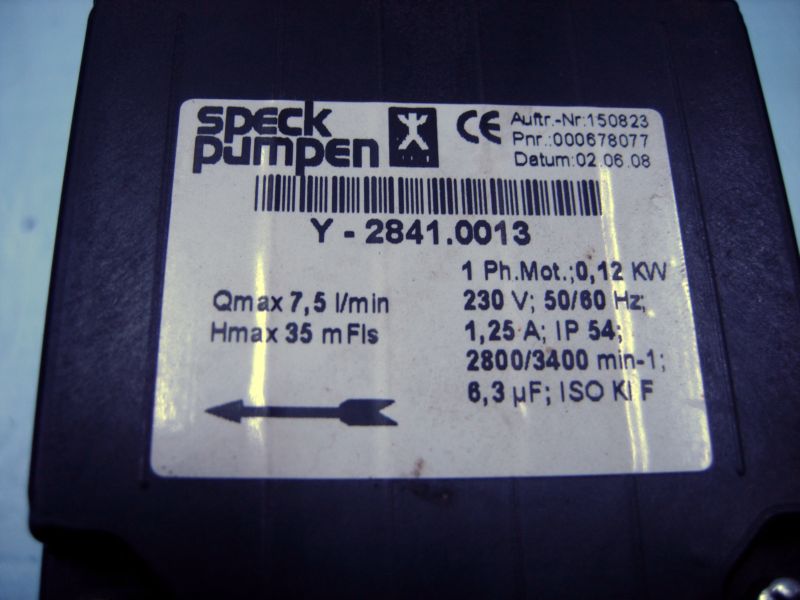 speck
pumpen
CE
Auftr.-Nr:150823
Pnr.:000678077
Datum:02.06.08
Y - 2841.0013
Qmax 7,5 l/min
Hmax 35 mFls
1 Ph.Mot.;0,12 KW
230 V; 50/60 Hz;
1,25 A; IP 54;
2800/3400 min-1;
6,3 µF; ISO Kl F